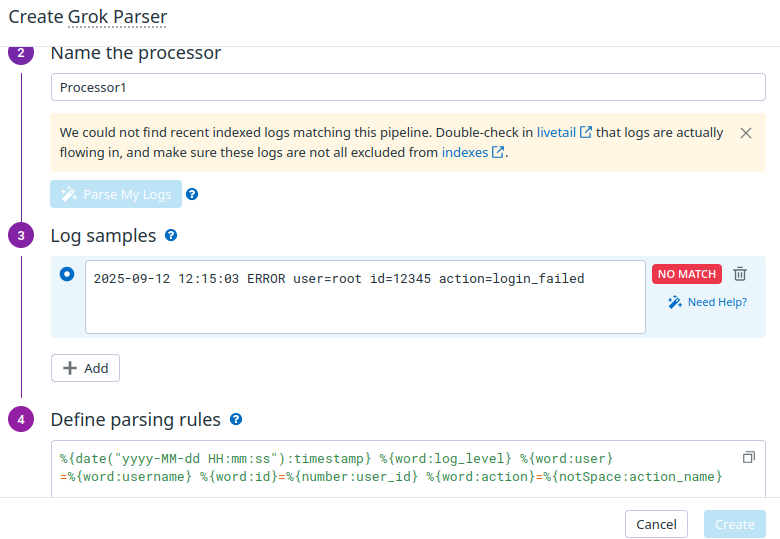 Create Grok Parser
2 Name the processor
Processor1
We could not find recent indexed logs matching this pipeline. Double-check in livetail that logs are actually
flowing in, and make sure these logs are not all excluded from indexes.
Parse My Logs ?
3 Log samples ?
2025-09-12 12:15:03 ERROR user=root id=12345 action=login_failed NO MATCH
Need Help?
Add
4 Define parsing rules ?
%{date("yyyy-MM-dd HH:mm:ss"):timestamp} %{word:log_level} %{word:user}
=%{word:username} %{word:id}=%{number:user_id} %{word:action}=%{notSpace:action_name}
Cancel Create